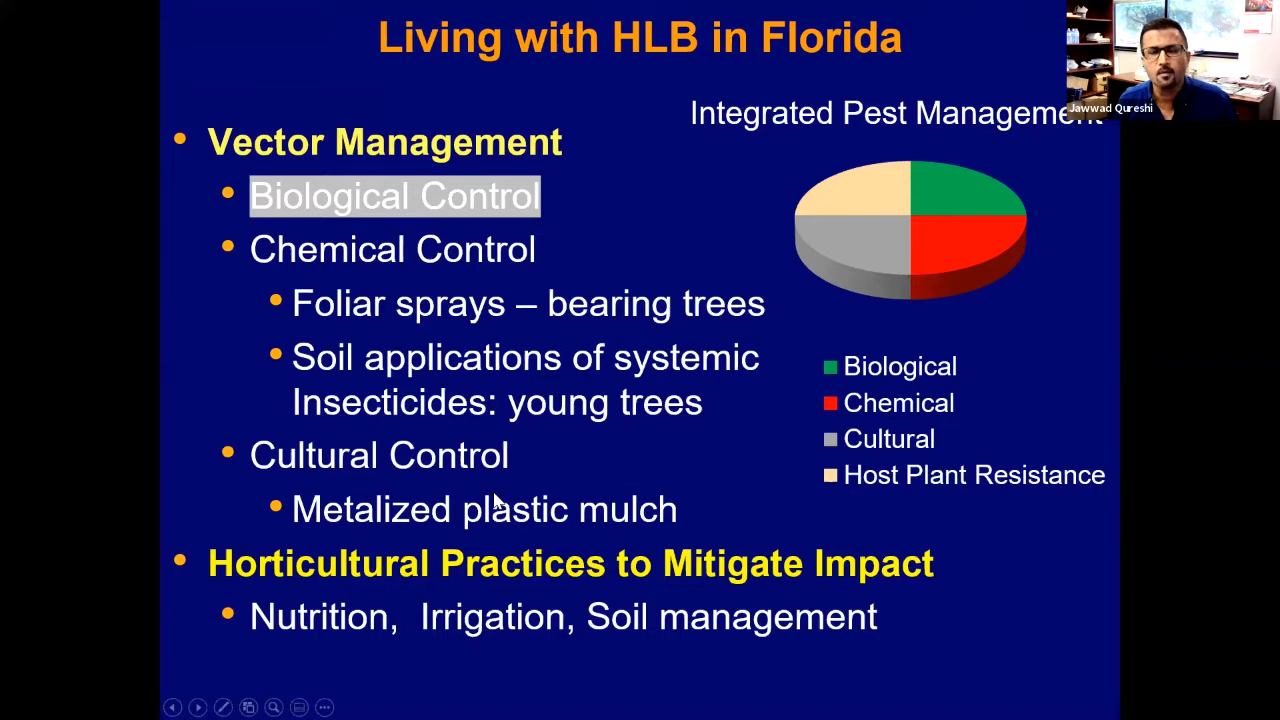 Living with HLB in Florida
Jawwad Qureshi
Integrated Pest Management
• Vector Management
• Biological Control
• Chemical Control
• Foliar sprays – bearing trees
• Soil applications of systemic
Insecticides: young trees
• Cultural Control
• Metalized plastic mulch
• Horticultural Practices to Mitigate Impact
• Nutrition, Irrigation, Soil management
Biological
Chemical
Cultural
Host Plant Resistance